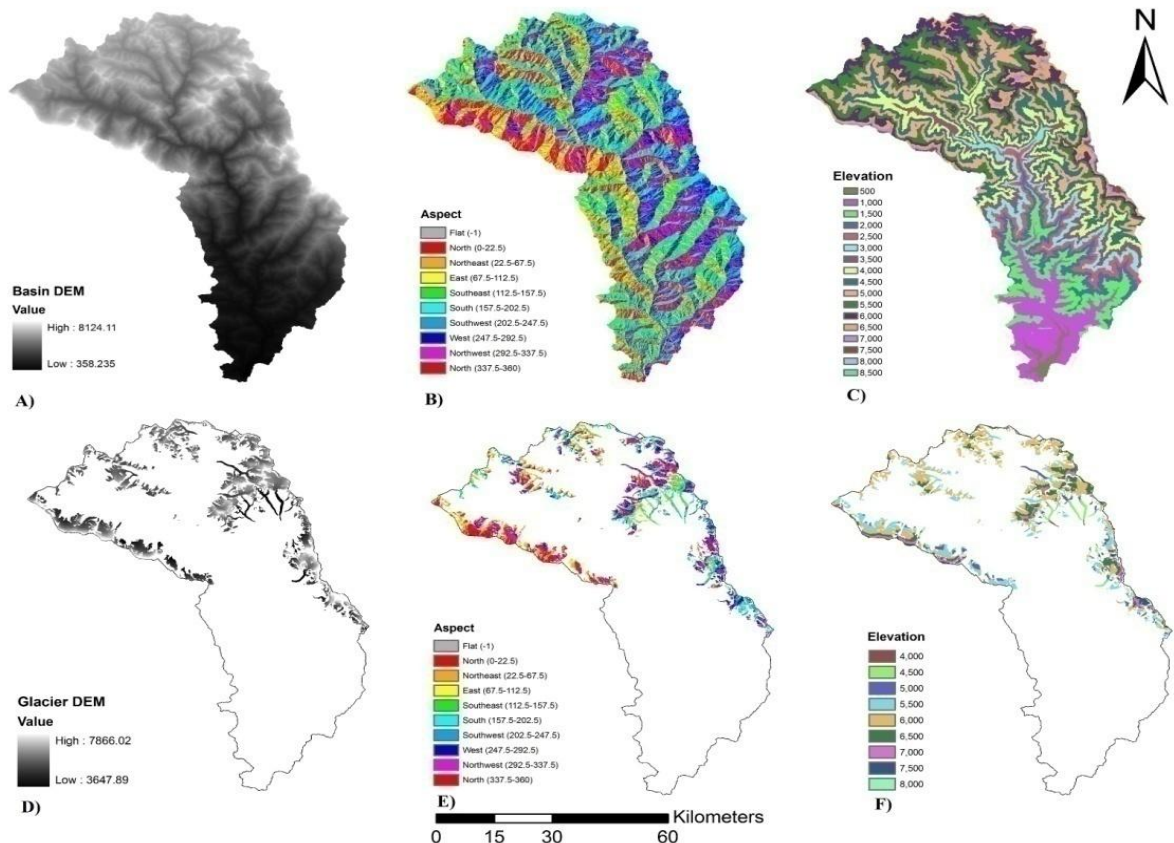 N
Basin DEM
Value
High : 8124.11
Low : 358.235
A)
Aspect
Flat (-1)
North (0-22.5)
Northeast (22.5-67.5)
East (67.5-112.5)
Southeast (112.5-157.5)
South (157.5-202.5)
Southwest (202.5-247.5)
West (247.5-292.5)
Northwest (292.5-337.5)
North (337.5-360)
B)
Elevation
500
1,000
1,500
2,000
2,500
3,000
3,500
4,000
4,500
5,000
5,500
6,000
6,500
7,000
7,500
8,000
8,500
C)
Glacier DEM
Value
High : 7866.02
Low : 3647.89
D)
Aspect
Flat (-1)
North (0-22.5)
Northeast (22.5-67.5)
East (67.5-112.5)
Southeast (112.5-157.5)
South (157.5-202.5)
Southwest (202.5-247.5)
West (247.5-292.5)
Northwest (292.5-337.5)
North (337.5-360)
E)
Elevation
4,000
4,500
5,000
5,500
6,000
6,500
7,000
7,500
8,000
F)
Kilometers
0 15 30 60